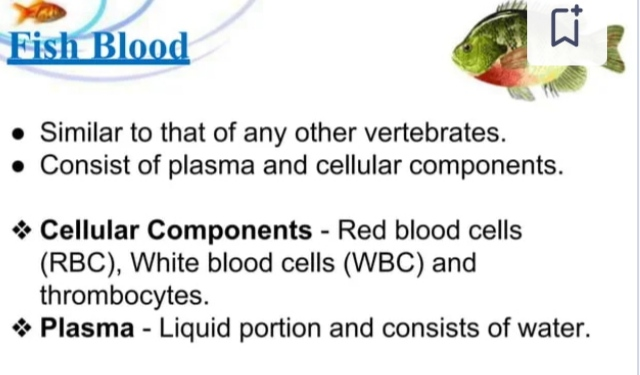 Fish Blood
● Similar to that of any other vertebrates.
● Consist of plasma and cellular components.
❖ Cellular Components - Red blood cells
(RBC), White blood cells (WBC) and
thrombocytes.
❖ Plasma - Liquid portion and consists of water.